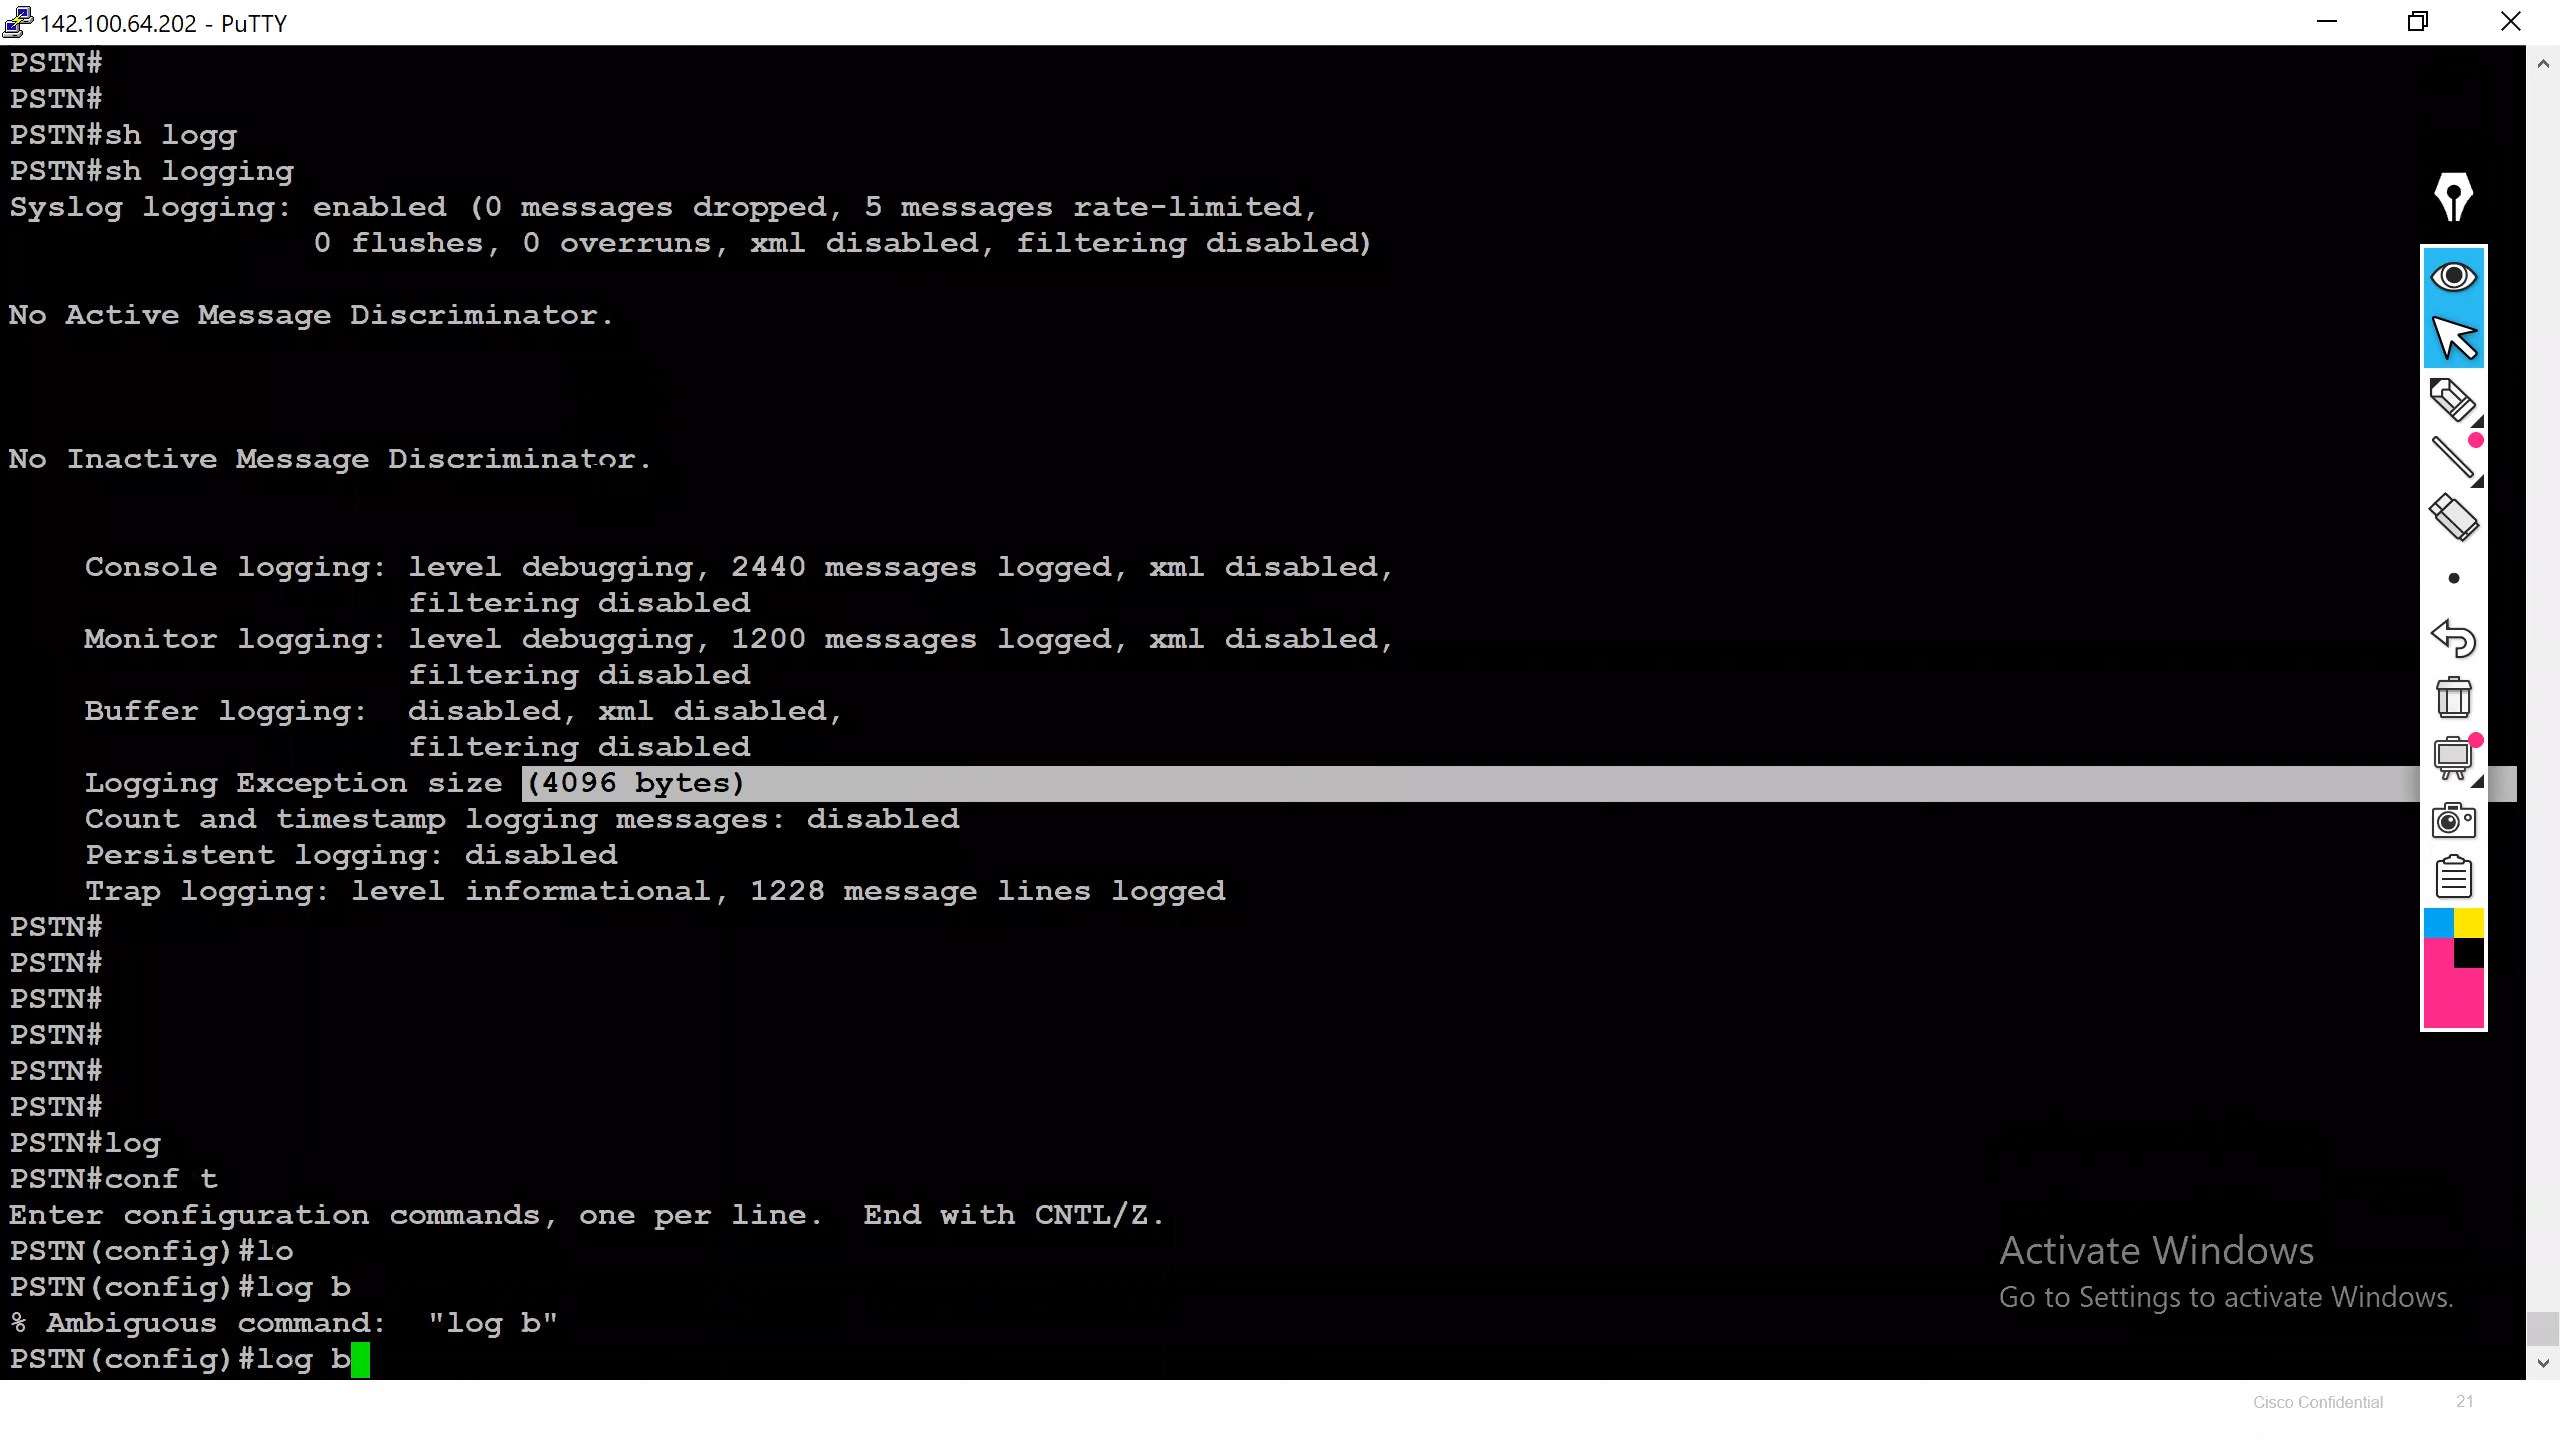 142.100.64.202 - PuTTY
PSTN#
PSTN#
PSTN#sh logg
PSTN#sh logging
Syslog logging: enabled (0 messages dropped, 5 messages rate-limited,
                0 flushes, 0 overruns, xml disabled, filtering disabled)
No Active Message Discriminator.
No Inactive Message Discriminator.
    Console logging: level debugging, 2440 messages logged, xml disabled,
                     filtering disabled
    Monitor logging: level debugging, 1200 messages logged, xml disabled,
                     filtering disabled
    Buffer logging:  disabled, xml disabled,
                     filtering disabled
    Logging Exception size (4096 bytes)
    Count and timestamp logging messages: disabled
    Persistent logging: disabled
    Trap logging: level informational, 1228 message lines logged
PSTN#
PSTN#
PSTN#
PSTN#
PSTN#
PSTN#
PSTN#log
PSTN#conf t
Enter configuration commands, one per line.  End with CNTL/Z.
PSTN(config)#lo
PSTN(config)#log b
% Ambiguous command:  "log b"
PSTN(config)#log b
Activate Windows
Go to Settings to activate Windows.
Cisco Confidential 21